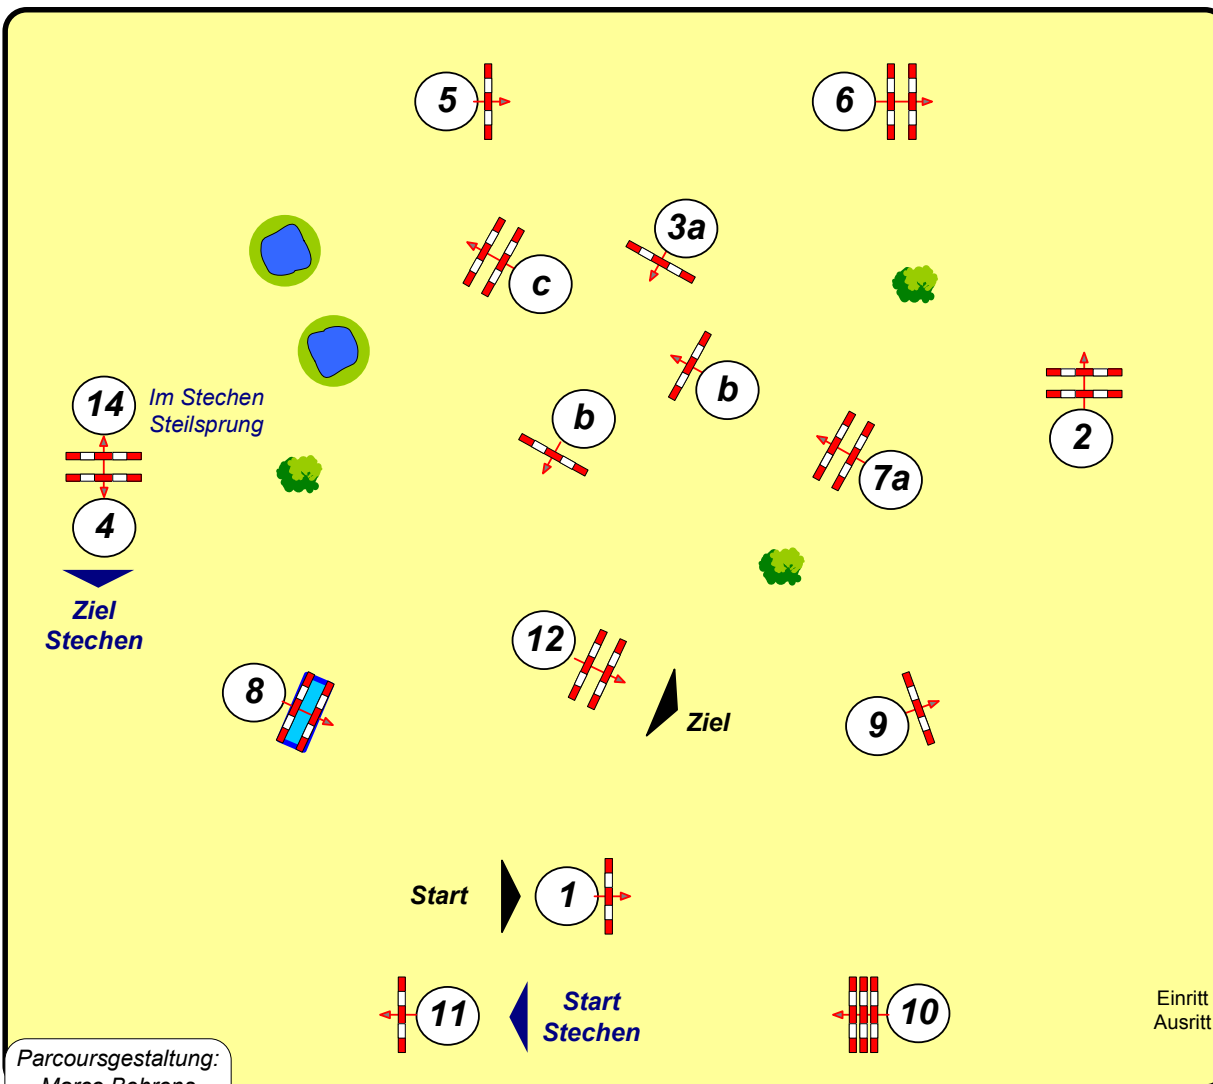 5
6
3a
c
b
14
Im Stechen
Steilsprung
b
2
7a
4
Ziel
Stechen
12
8
Ziel
9
Start
1
11
Start
Stechen
10
Einritt
Ausritt
Parcoursgestaltung: